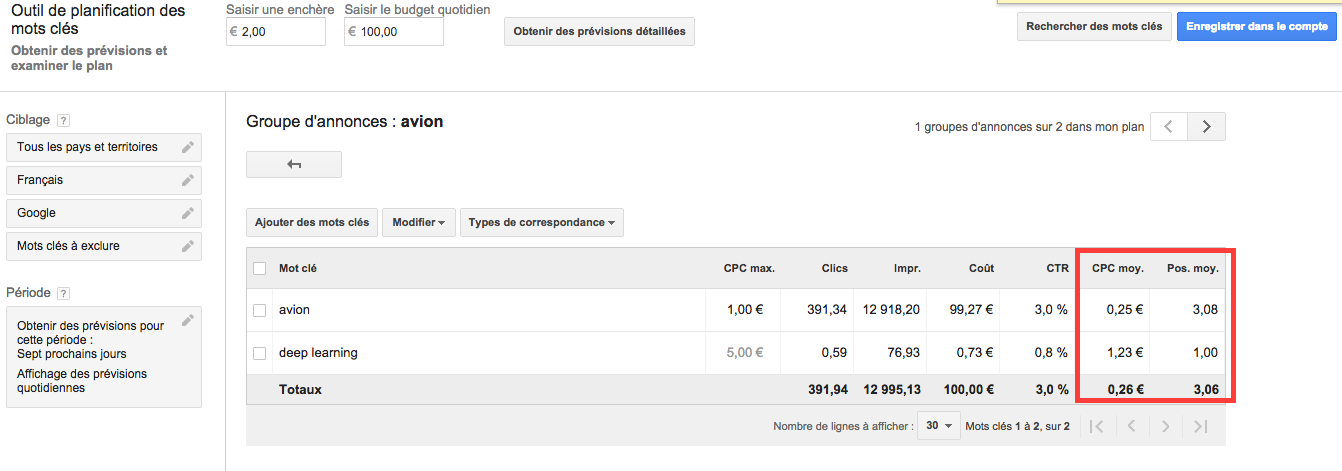 Outil de planification des
mots clés
Obtenir des prévisions et
examiner le plan
Saisir une enchère
€ 2,00
Saisir le budget quotidien
€ 100,00
Obtenir des prévisions détaillées
Rechercher des mots clés
Enregistrer dans le compte
Ciblage ?
Tous les pays et territoires
Français
Google
Mots clés à exclure
Période ?
Obtenir des prévisions pour
cette période :
Sept prochains jours
Affichage des prévisions
quotidiennes
Groupe d'annonces : avion
1 groupes d'annonces sur 2 dans mon plan
Ajouter des mots clés Modifier Types de correspondance
Mot clé CPC max. Clics Impr. Coût CTR CPC moy. Pos. moy.
avion 1,00 € 391,34 12 918,20 99,27 € 3,0 % 0,25 € 3,08
deep learning 5,00 € 0,59 76,93 0,73 € 0,8 % 1,23 € 1,00
Totaux 391,94 12 995,13 100,00 € 3,0 % 0,26 € 3,06
Nombre de lignes à afficher : 30 Mots clés 1 à 2, sur 2